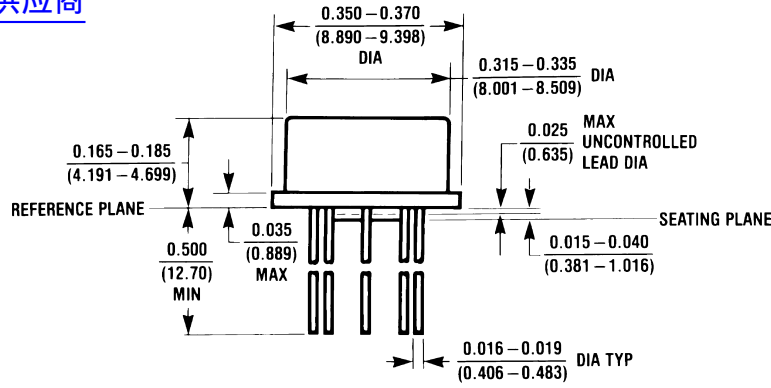 供应商
0.350 – 0.370
(8.890 – 9.398)
DIA
0.315 – 0.335
(8.001 – 8.509)
DIA
0.025
(0.635)
MAX
UNCONTROLLED
LEAD DIA
0.165 – 0.185
(4.191 – 4.699)
REFERENCE PLANE
SEATING PLANE
0.035
(0.889)
MAX
0.015 – 0.040
(0.381 – 1.016)
0.500
(12.70)
MIN
0.016 – 0.019
(0.406 – 0.483)
DIA TYP